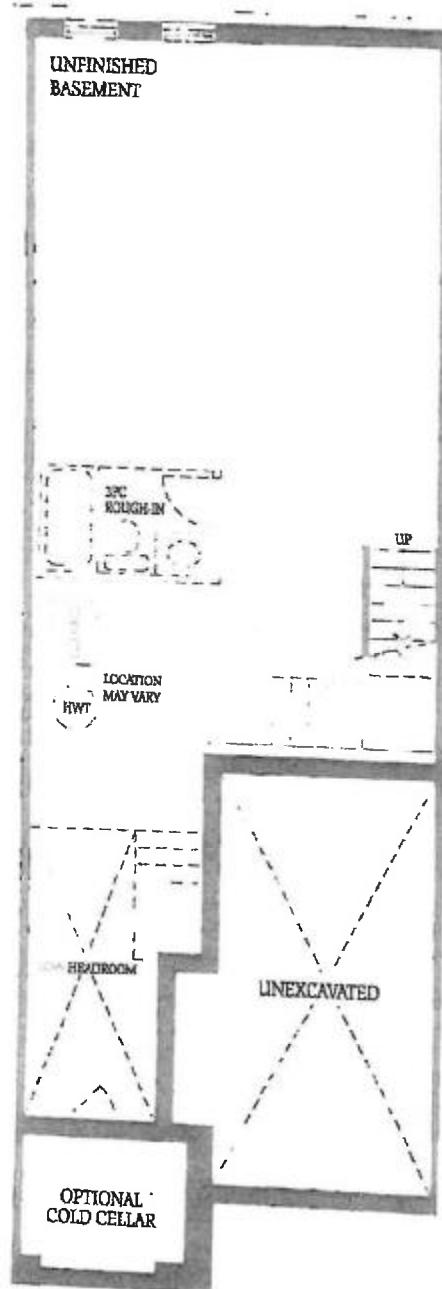 UNFINISHED
BASEMENT
3PC
ROUGH-IN
UP
LOCATION
MAY VARY
HWT
HEADROOM
UNEXCAVATED
OPTIONAL
COLD CELLAR